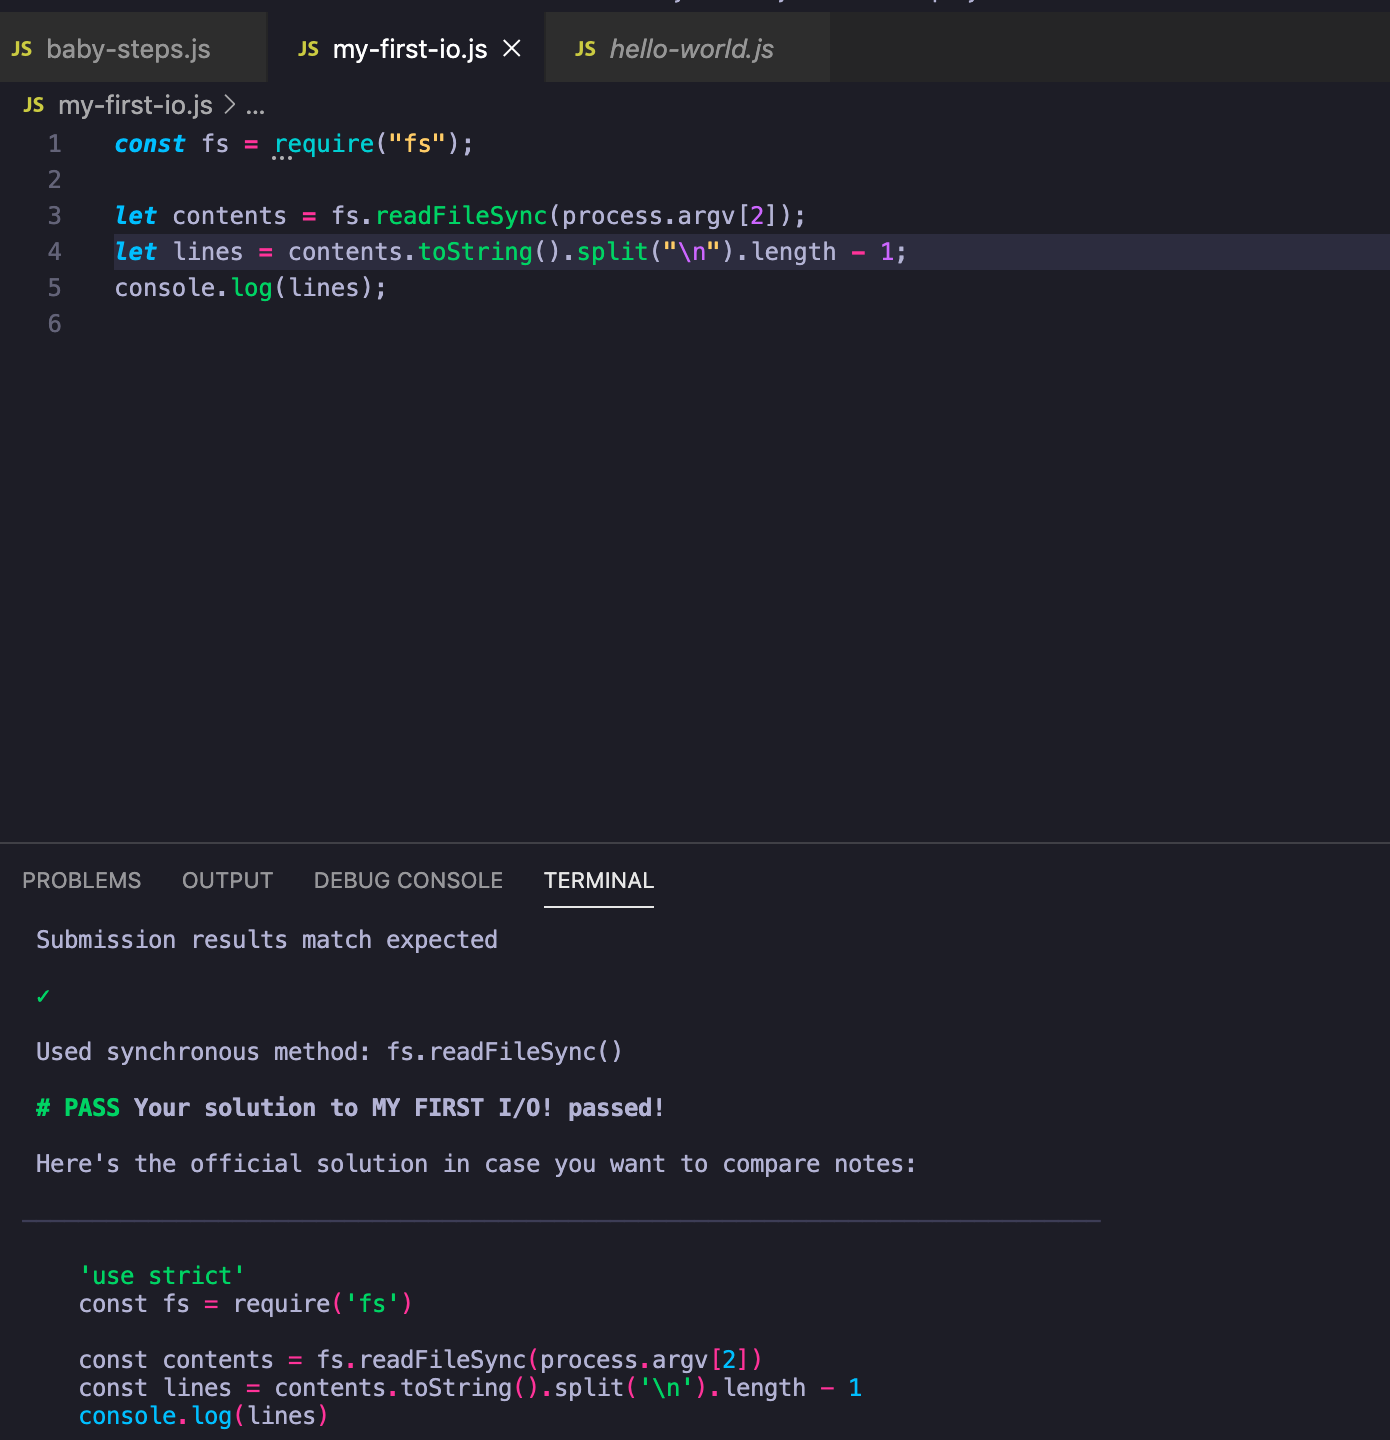 JS baby-steps.js JS my-first-io.js × JS hello-world.js
JS my-first-io.js > ...
1 const fs = require("fs");
2
3 let contents = fs.readFileSync(process.argv[2]);
4 let lines = contents.toString().split("\n").length - 1;
5 console.log(lines);
6
PROBLEMS OUTPUT DEBUG CONSOLE TERMINAL
Submission results match expected
✓
Used synchronous method: fs.readFileSync()
# PASS Your solution to MY FIRST I/O! passed!
Here's the official solution in case you want to compare notes:
'use strict'
const fs = require('fs')
const contents = fs.readFileSync(process.argv[2])
const lines = contents.toString().split('\n').length - 1
console.log(lines)